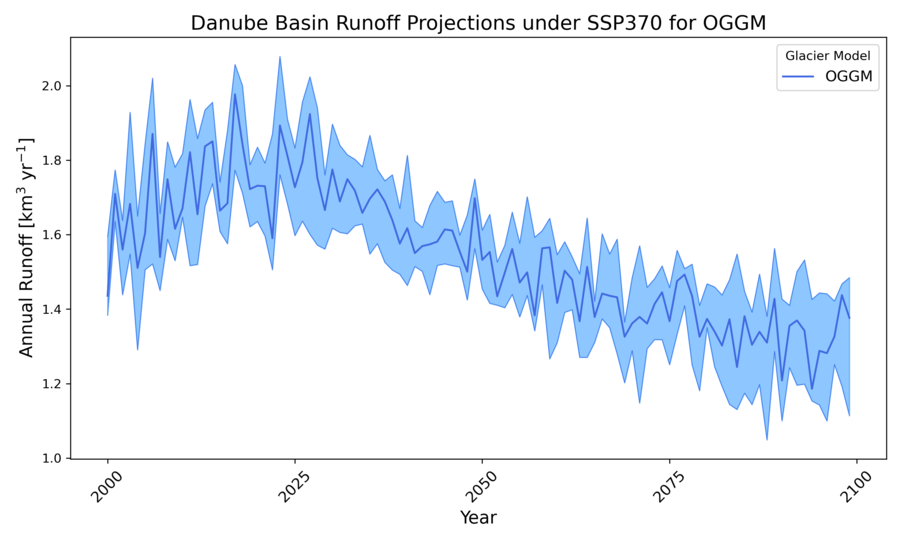 Danube Basin Runoff Projections under SSP370 for OGGM
Glacier Model
OGGM
2.0
1.8
1.6
1.4
1.2
1.0
Annual Runoff [km³ yr⁻¹]
2000
2025
2050
2075
2100
Year